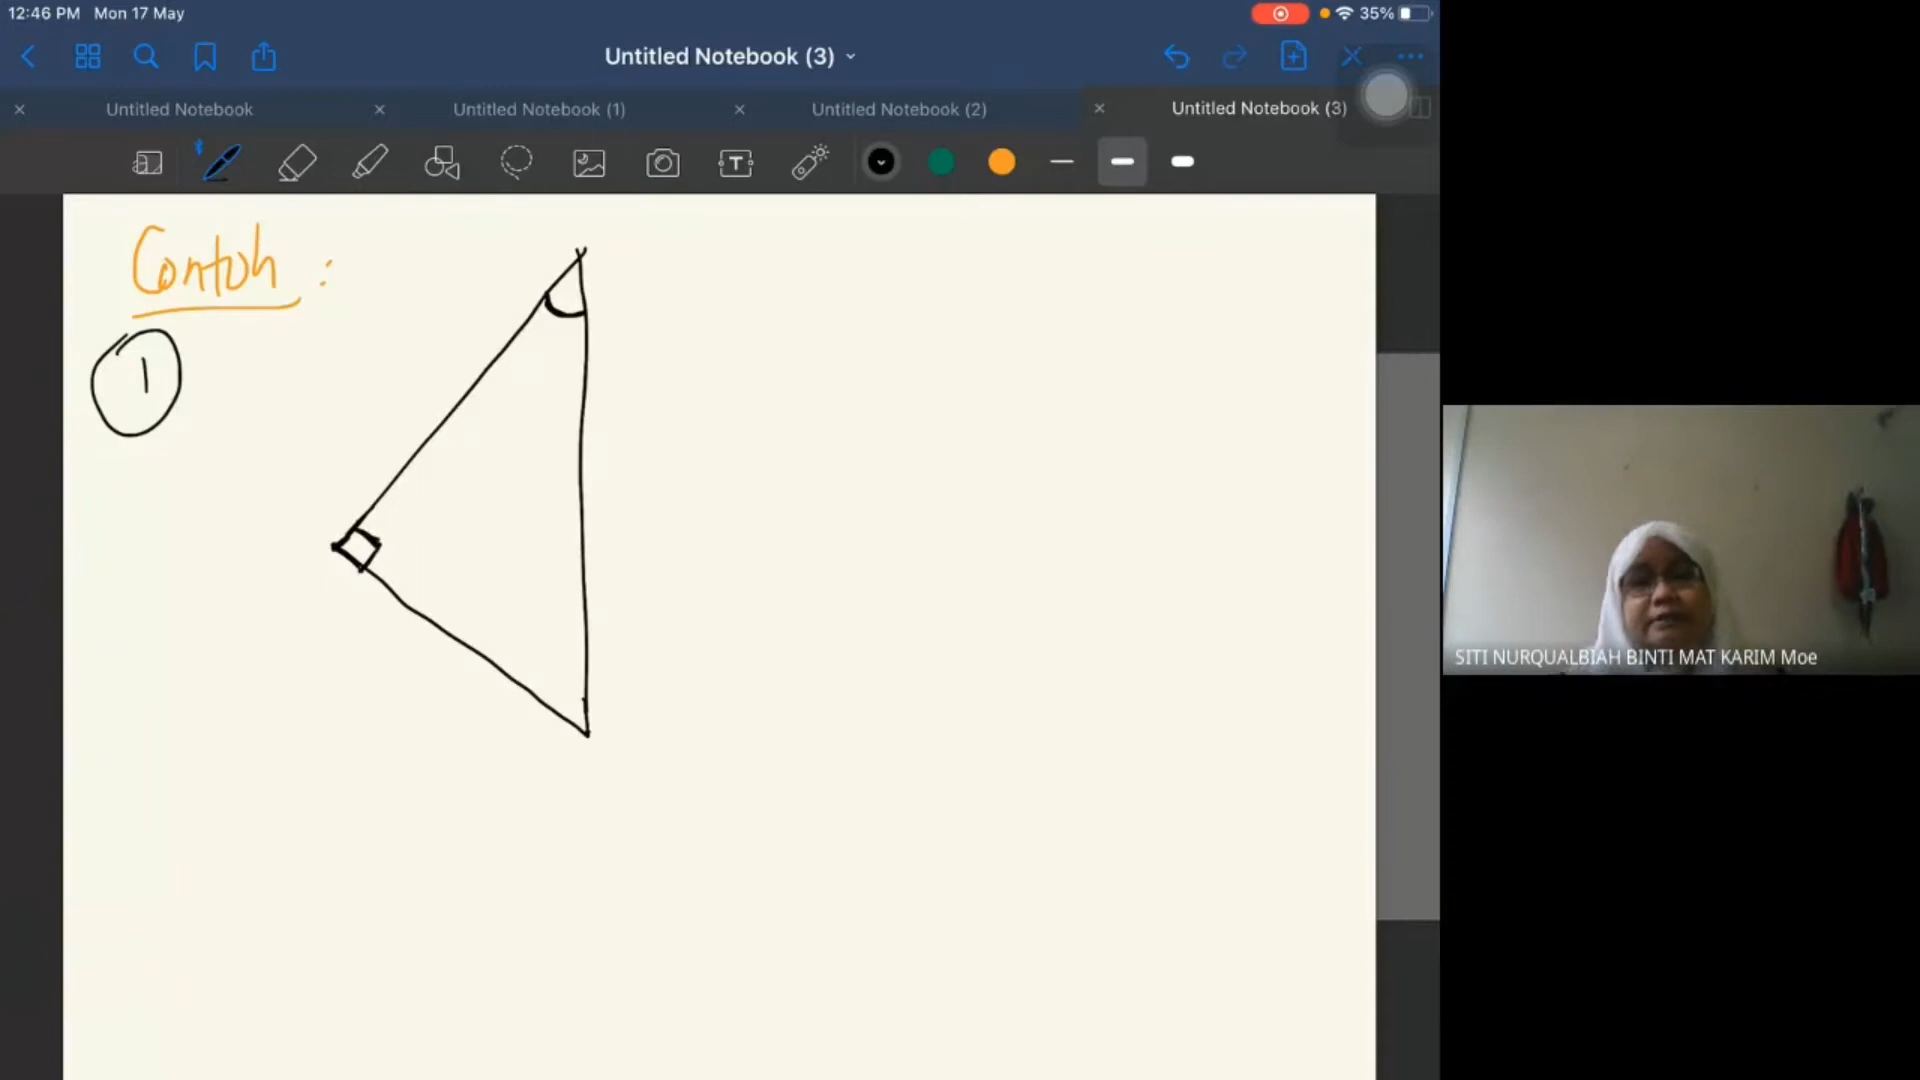 12:46 PM Mon 17 May
35%
Untitled Notebook (3)
Untitled Notebook
Untitled Notebook (1)
Untitled Notebook (2)
Untitled Notebook (3)
T
Contoh :
1
SITI NURQUALBIAH BINTI MAT KARIM Moe